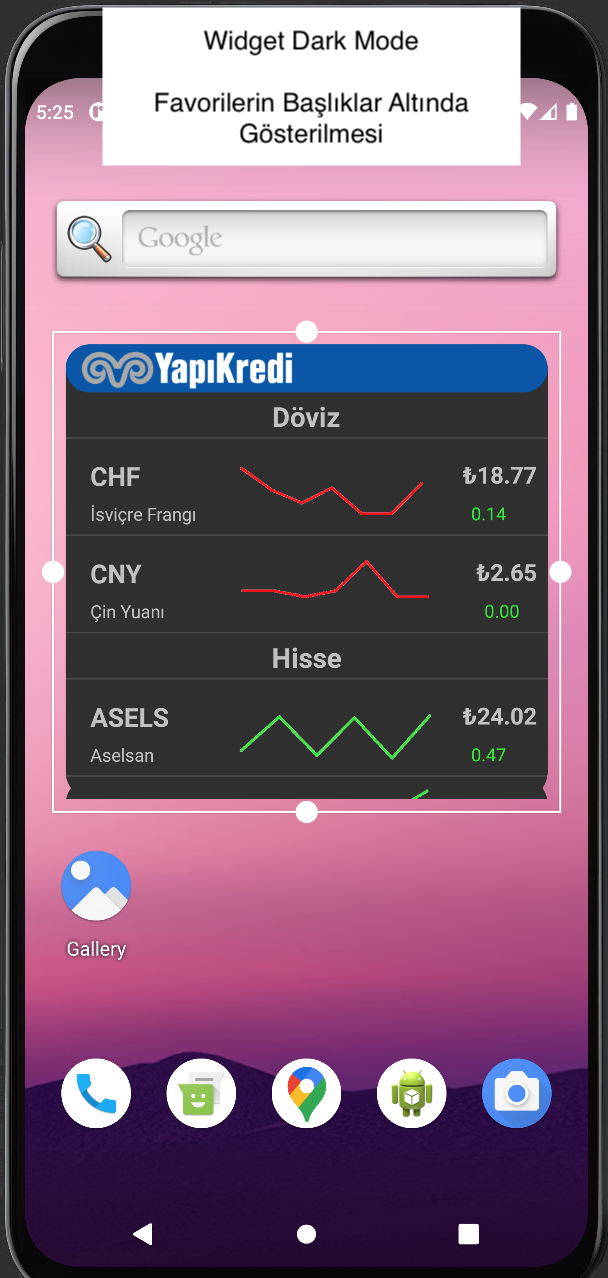 Widget Dark Mode
Favorilerin Başlıklar Altında
Gösterilmesi
5:25
Google
YapıKredi
Döviz
CHF
₺18.77
İsviçre Frangı
0.14
CNY
₺2.65
Çin Yuanı
0.00
Hisse
ASELS
₺24.02
Aselsan
0.47
Gallery